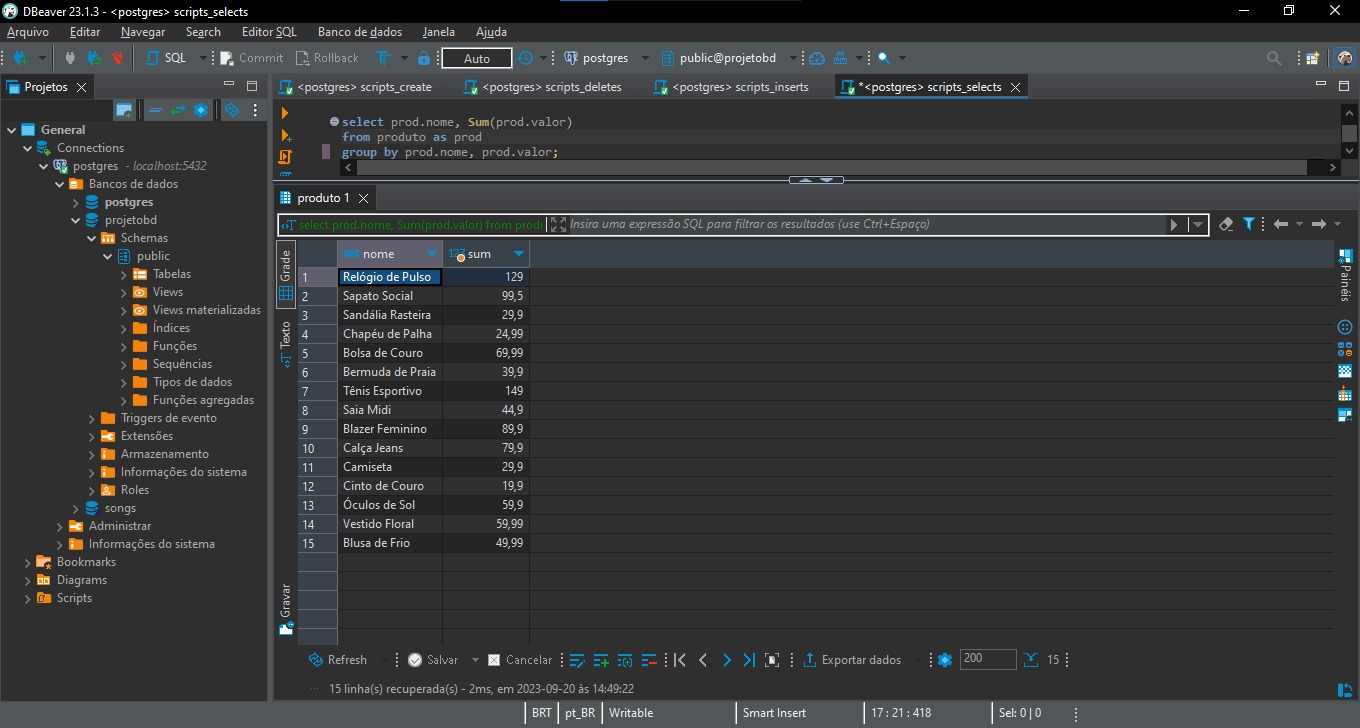 DBeaver 23.1.3 - <postgres> scripts_selects
Arquivo Editar Navegar Search Editor SQL Banco de dados Janela Ajuda
SQL Commit Rollback Auto postgres public@projetobd
Projetos
<postgres> scripts_create <postgres> scripts_deletes <postgres> scripts_inserts *<postgres> scripts_selects
General
Connections
postgres - localhost:5432
Bancos de dados
postgres
projetobd
Schemas
public
Tabelas
Views
Views materializadas
Índices
Funções
Sequências
Tipos de dados
Funções agregadas
Triggers de evento
Extensões
Armazenamento
Informações do sistema
Roles
songs
Administrar
Informações do sistema
Bookmarks
Diagrams
Scripts
select prod.nome, Sum(prod.valor)
from produto as prod
group by prod.nome, prod.valor;
produto 1
select prod.nome, Sum(prod.valor) from prod Insira uma expressão SQL para filtrar os resultados (use Ctrl+Espaço)
Grade
Texto
Gravar
Painéis
ABC nome 123 sum
1 Relógio de Pulso 129
2 Sapato Social 99,5
3 Sandália Rasteira 29,9
4 Chapéu de Palha 24,99
5 Bolsa de Couro 69,99
6 Bermuda de Praia 39,9
7 Tênis Esportivo 149
8 Saia Midi 44,9
9 Blazer Feminino 89,9
10 Calça Jeans 79,9
11 Camiseta 29,9
12 Cinto de Couro 19,9
13 Óculos de Sol 59,9
14 Vestido Floral 59,99
15 Blusa de Frio 49,99
Refresh Salvar Cancelar Exportar dados 200 15
15 linha(s) recuperada(s) - 2ms, em 2023-09-20 às 14:49:22
BRT pt_BR Writable Smart Insert 17 : 21 : 418 Sel: 0 | 0